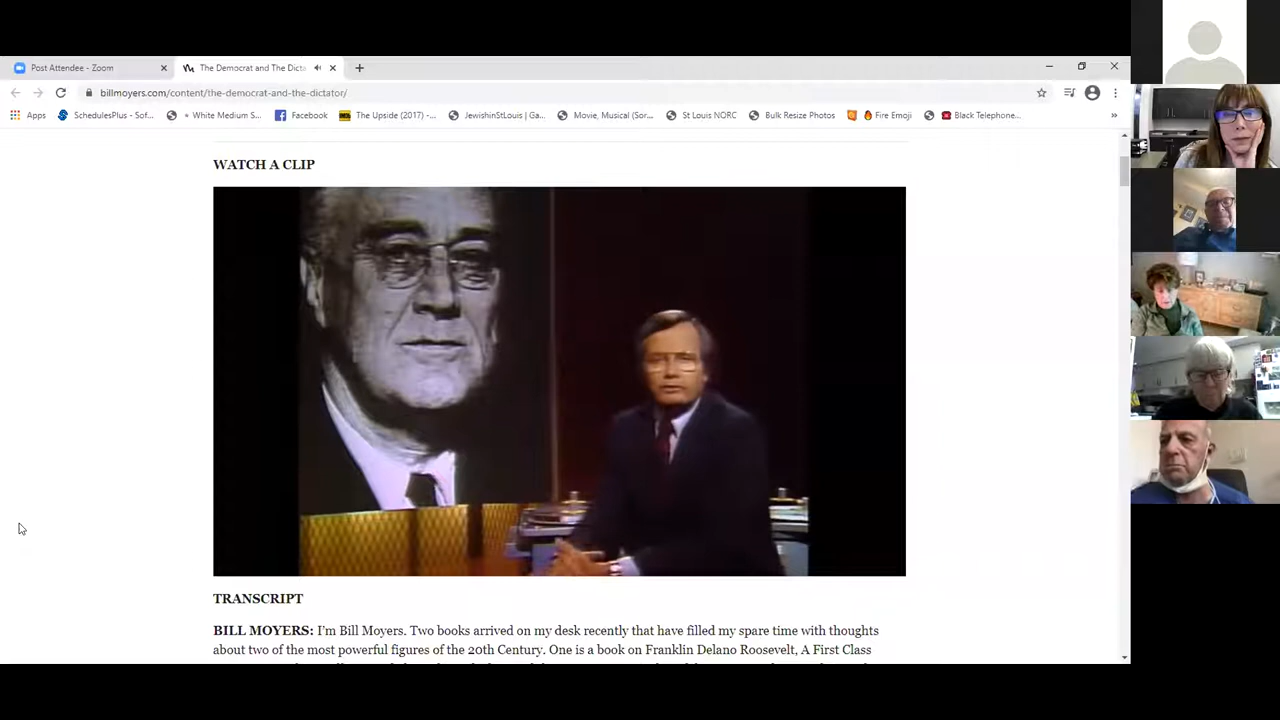 Post Attendee - Zoom
The Democrat and The Dicta
billmoyers.com/content/the-democrat-and-the-dictator/
Apps
SchedulesPlus - Sof...
White Medium S...
Facebook
The Upside (2017) -...
JewishinStLouis | Ga...
Movie, Musical (Sor...
St Louis NORC
Bulk Resize Photos
Fire Emoji
Black Telephone...
»
WATCH A CLIP
TRANSCRIPT
BILL MOYERS: I'm Bill Moyers. Two books arrived on my desk recently that have filled my spare time with thoughts
about two of the most powerful figures of the 20th Century. One is a book on Franklin Delano Roosevelt, A First Class